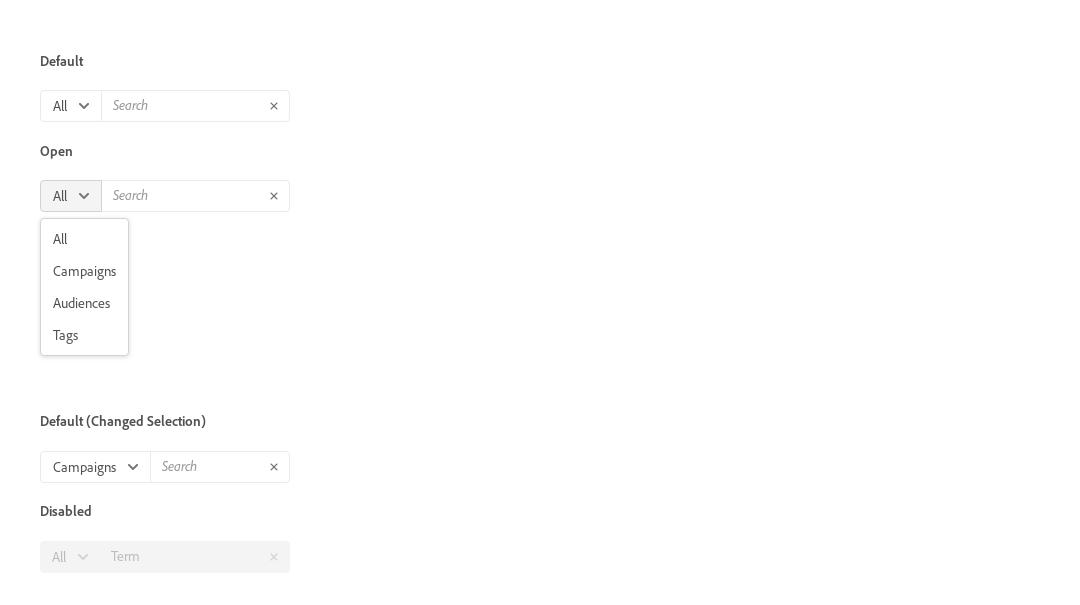 Default
All Search
Open
All Search
All
Campaigns
Audiences
Tags
Default (Changed Selection)
Campaigns Search
Disabled
All Term